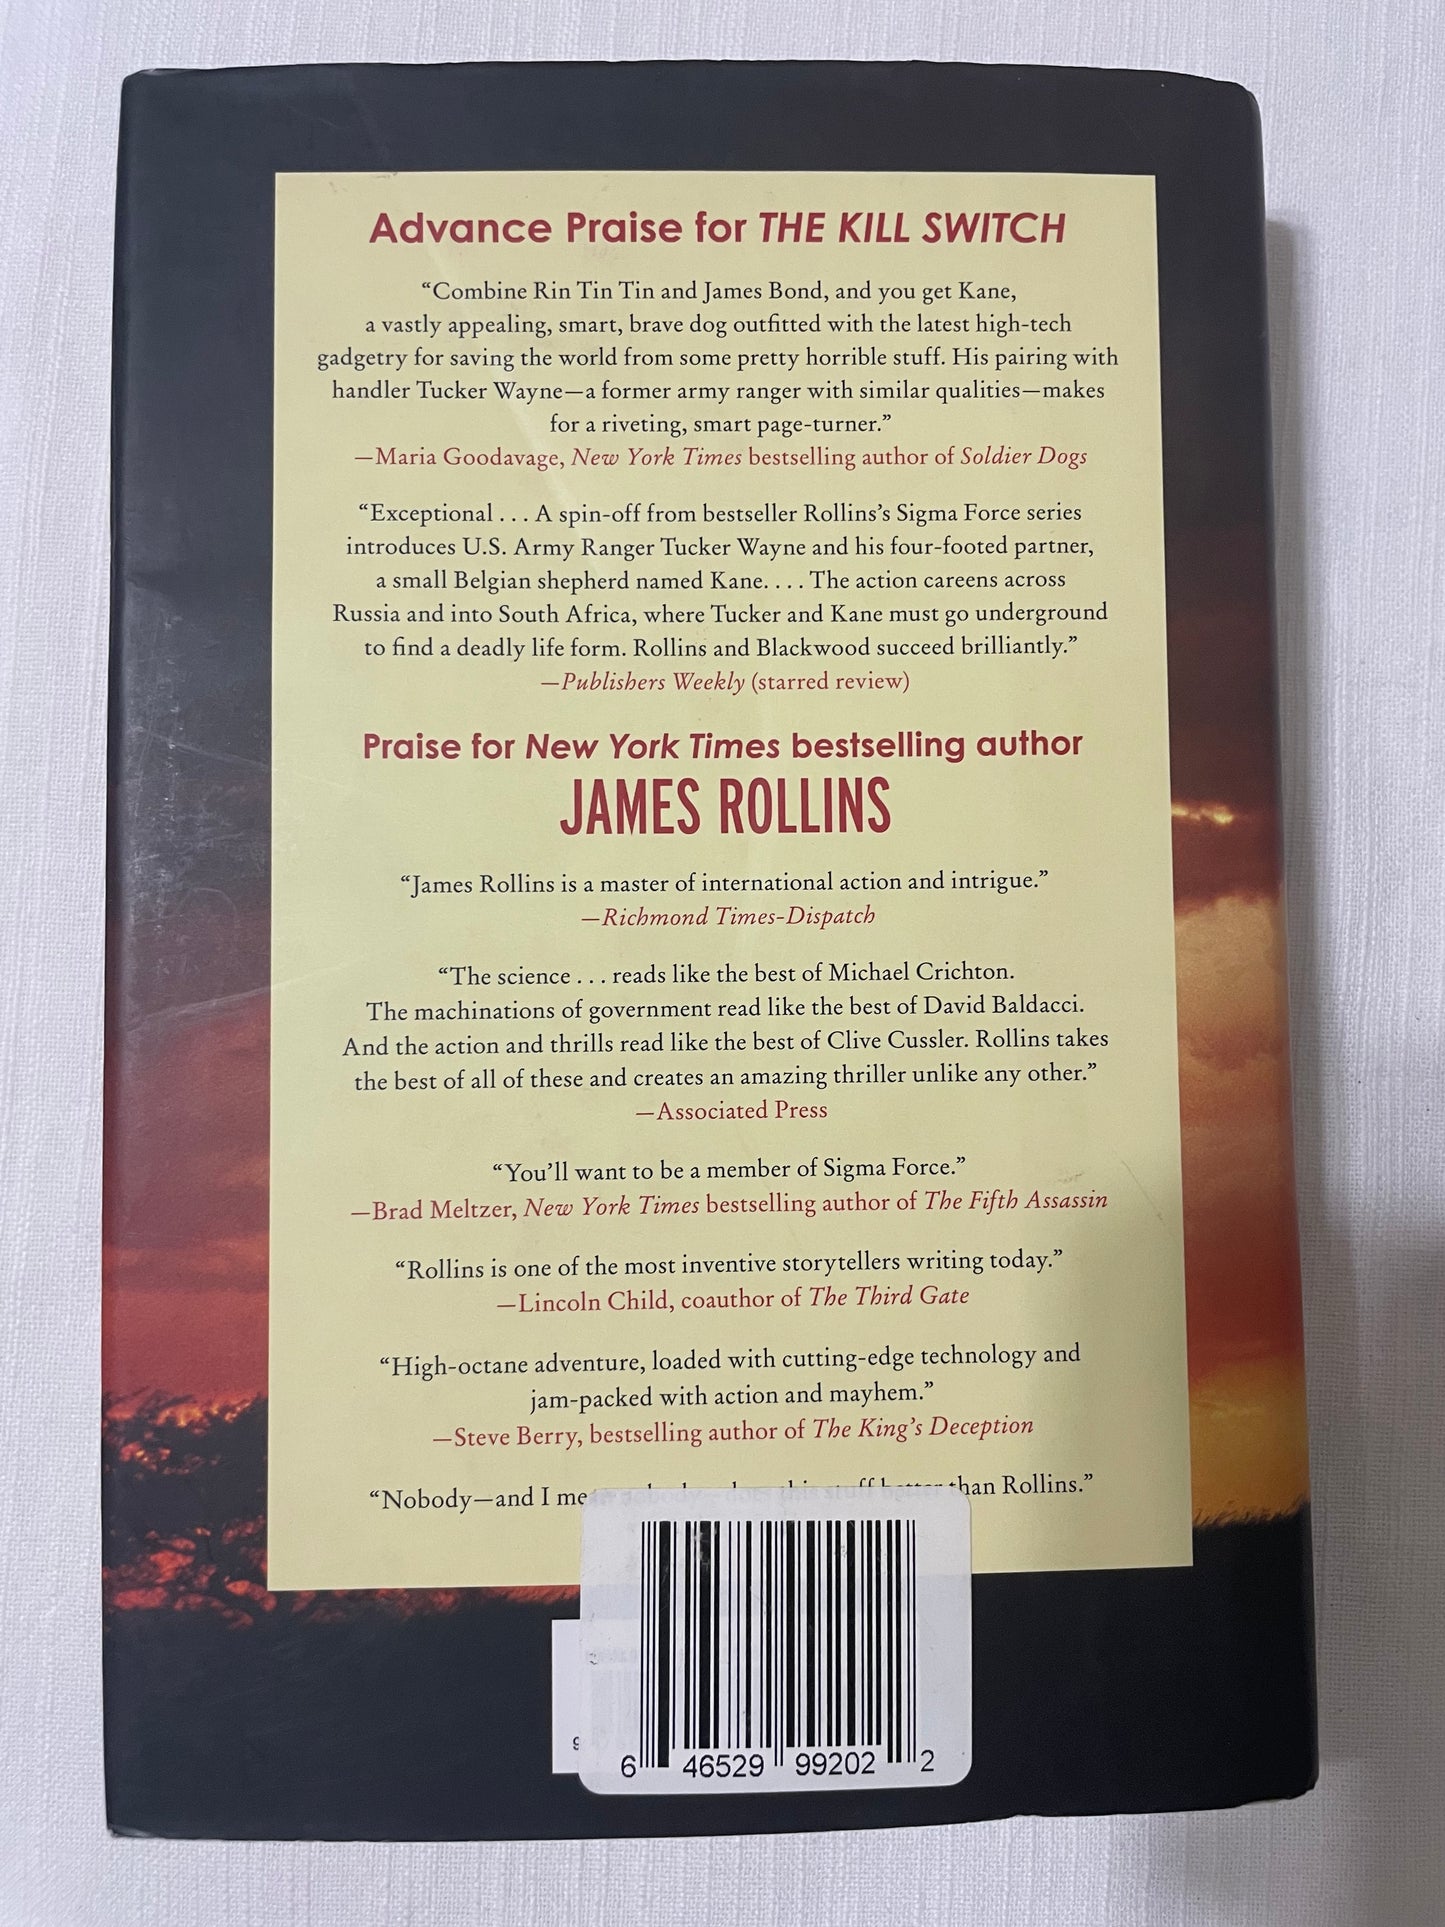 Advance Praise for THE KILL SWITCH
“Combine Rin Tin Tin and James Bond, and you get Kane,
a vastly appealing, smart, brave dog outfitted with the latest high-tech
gadgetry for saving the world from some pretty horrible stuff. His pairing with
handler Tucker Wayne—a former army ranger with similar qualities—makes
for a riveting, smart page-turner.”
—Maria Goodavage, New York Times bestselling author of Soldier Dogs
“Exceptional . . . A spin-off from bestseller Rollins’s Sigma Force series
introduces U.S. Army Ranger Tucker Wayne and his four-footed partner,
a small Belgian shepherd named Kane. . . . The action careens across
Russia and into South Africa, where Tucker and Kane must go underground
to find a deadly life form. Rollins and Blackwood succeed brilliantly.”
—Publishers Weekly (starred review)
Praise for New York Times bestselling author
JAMES ROLLINS
“James Rollins is a master of international action and intrigue.”
—Richmond Times-Dispatch
“The science . . . reads like the best of Michael Crichton.
The machinations of government read like the best of David Baldacci.
And the action and thrills read like the best of Clive Cussler. Rollins takes
the best of all of these and creates an amazing thriller unlike any other.”
—Associated Press
“You’ll want to be a member of Sigma Force.”
—Brad Meltzer, New York Times bestselling author of The Fifth Assassin
“Rollins is one of the most inventive storytellers writing today.”
—Lincoln Child, coauthor of The Third Gate
“High-octane adventure, loaded with cutting-edge technology and
jam-packed with action and mayhem.”
—Steve Berry, bestselling author of The King’s Deception
“Nobody—and I mean nobody—does this stuff better than Rollins.”
9
6 46529 99202 2